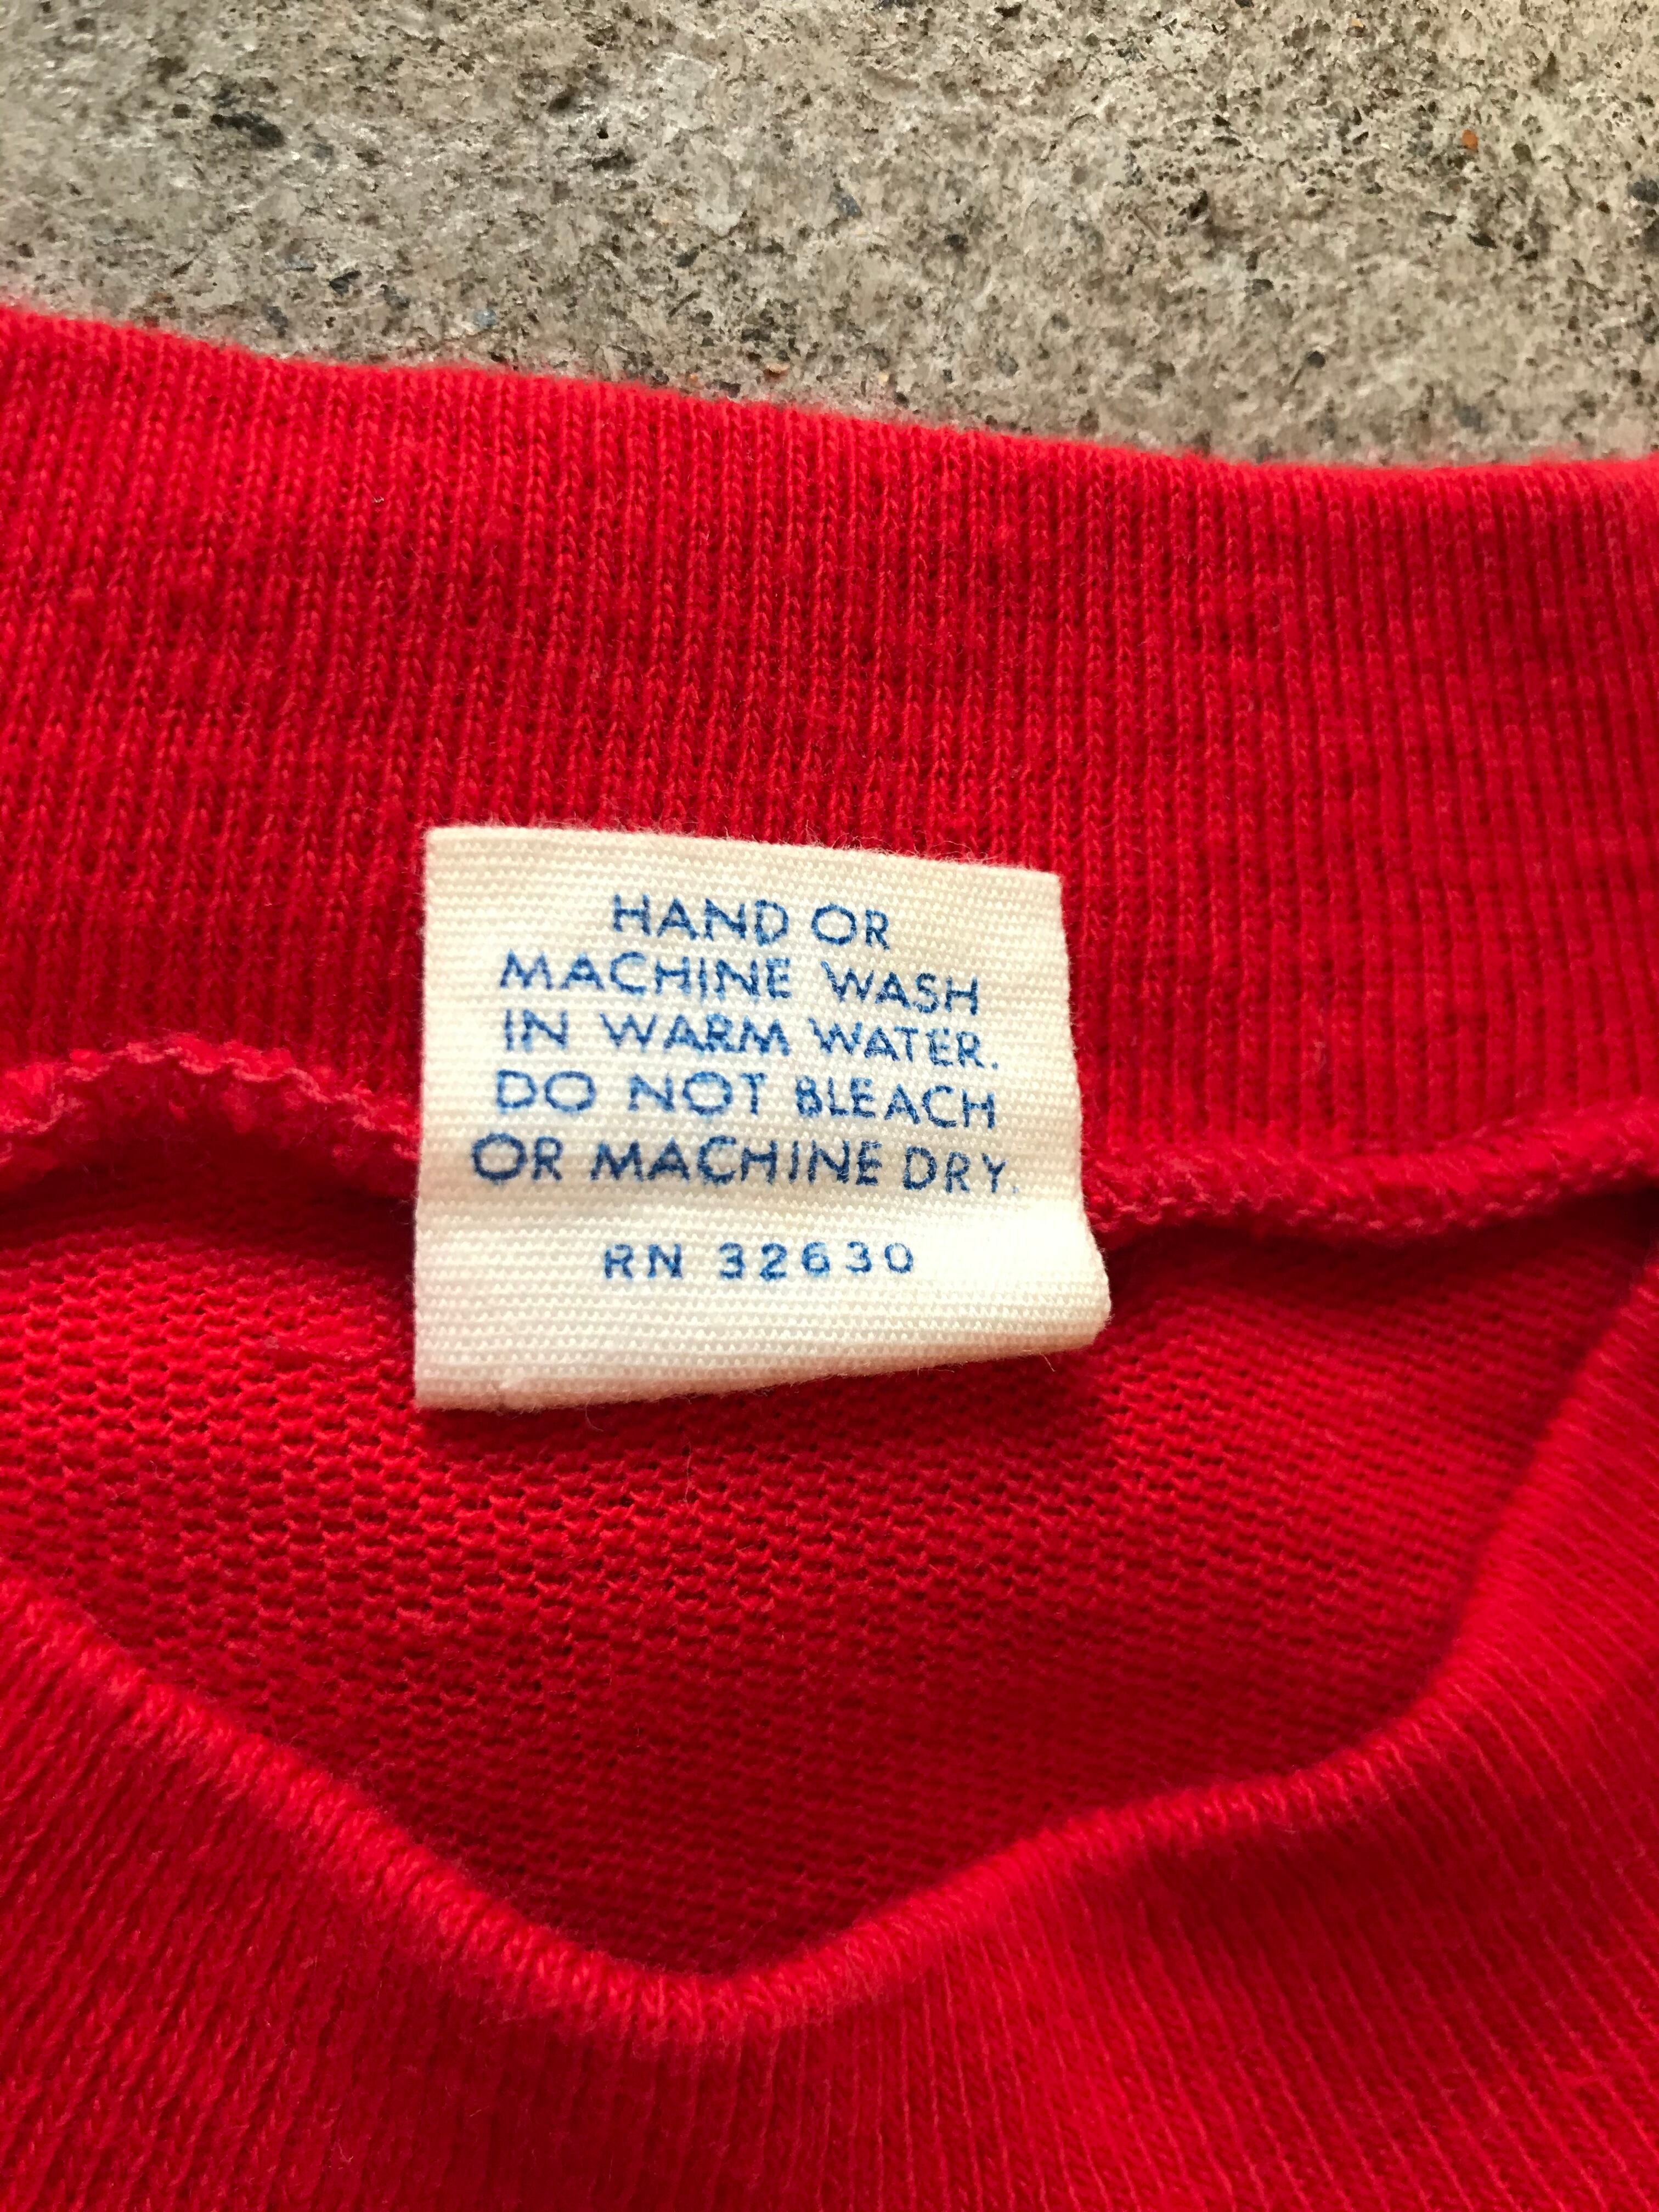 HAND OR
MACHINE WASH
IN WARM WATER.
DO NOT BLEACH
OR MACHINE DRY.
RN 32630